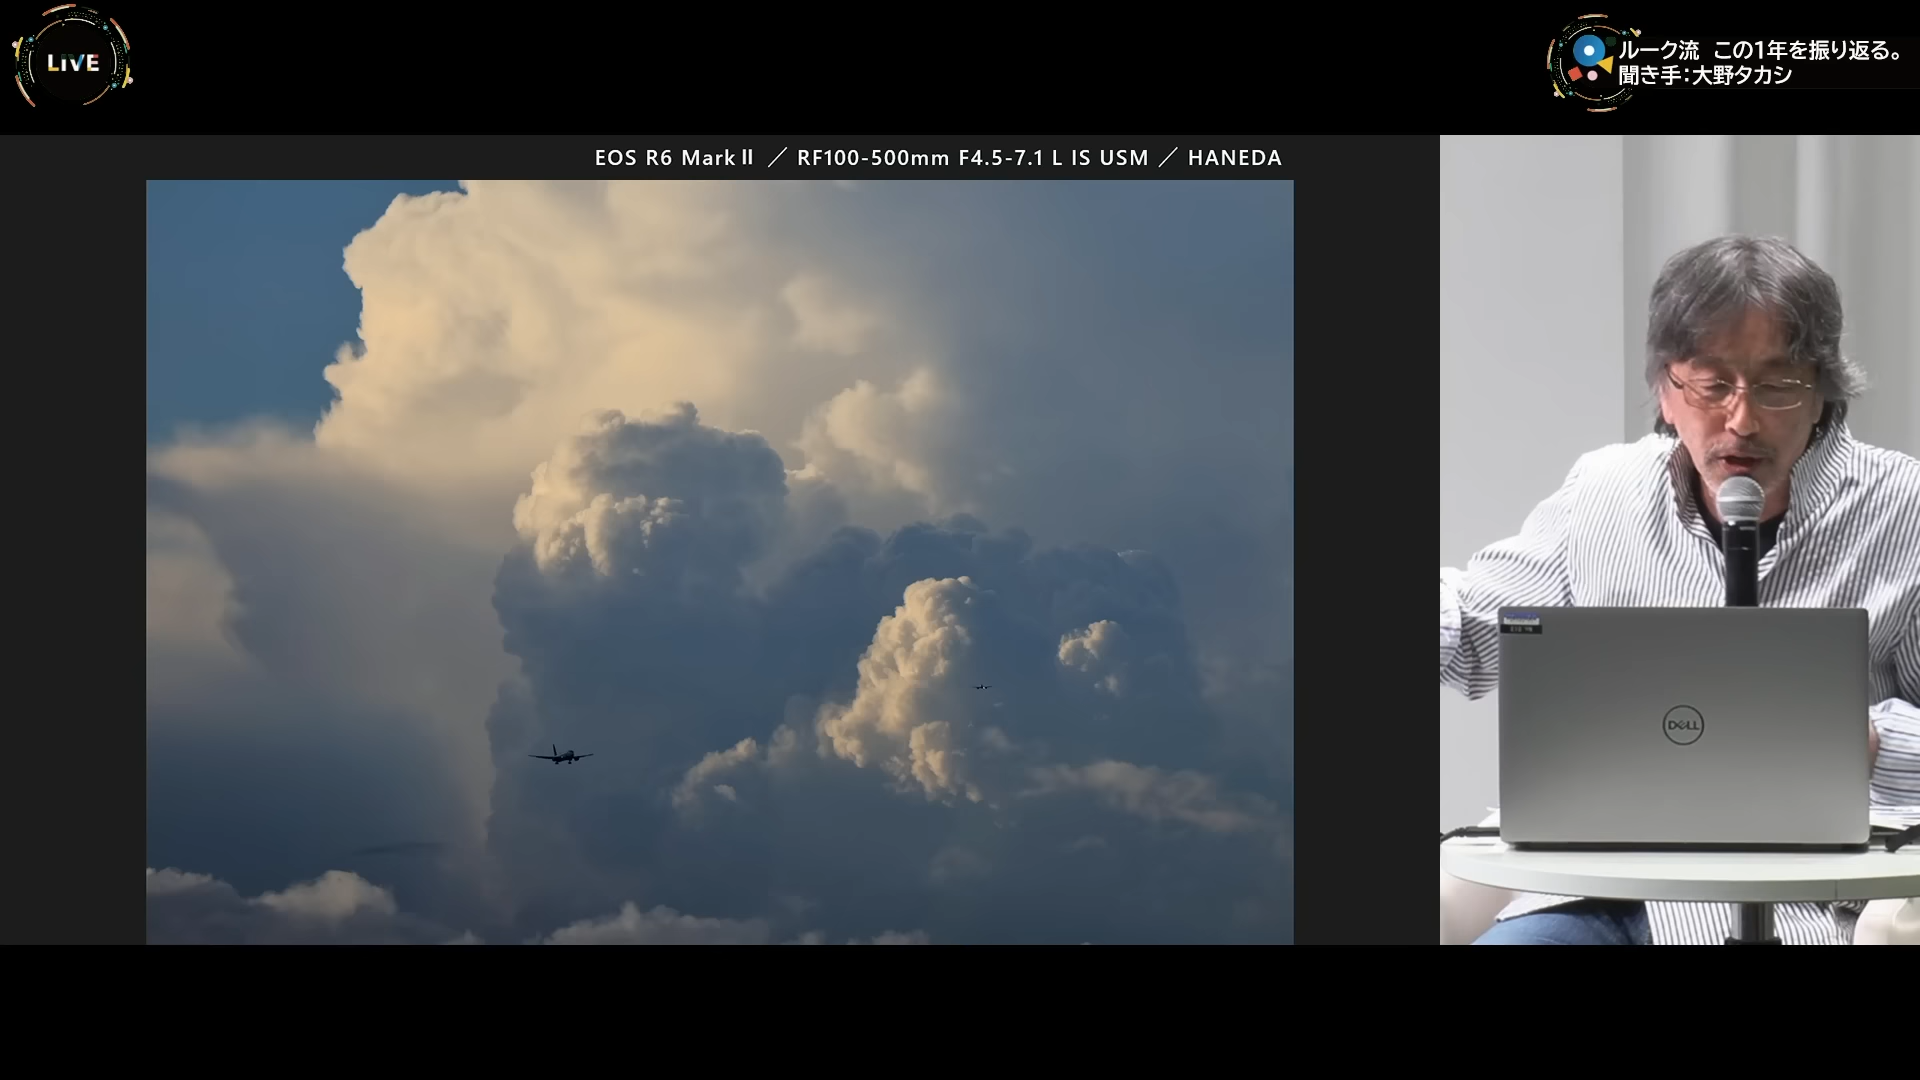 LIVE
ルーク流 この1年を振り返る。
聞き手：大野タカシ
EOS R6 Mark II ／ RF100-500mm F4.5-7.1 L IS USM ／ HANEDA
DELL